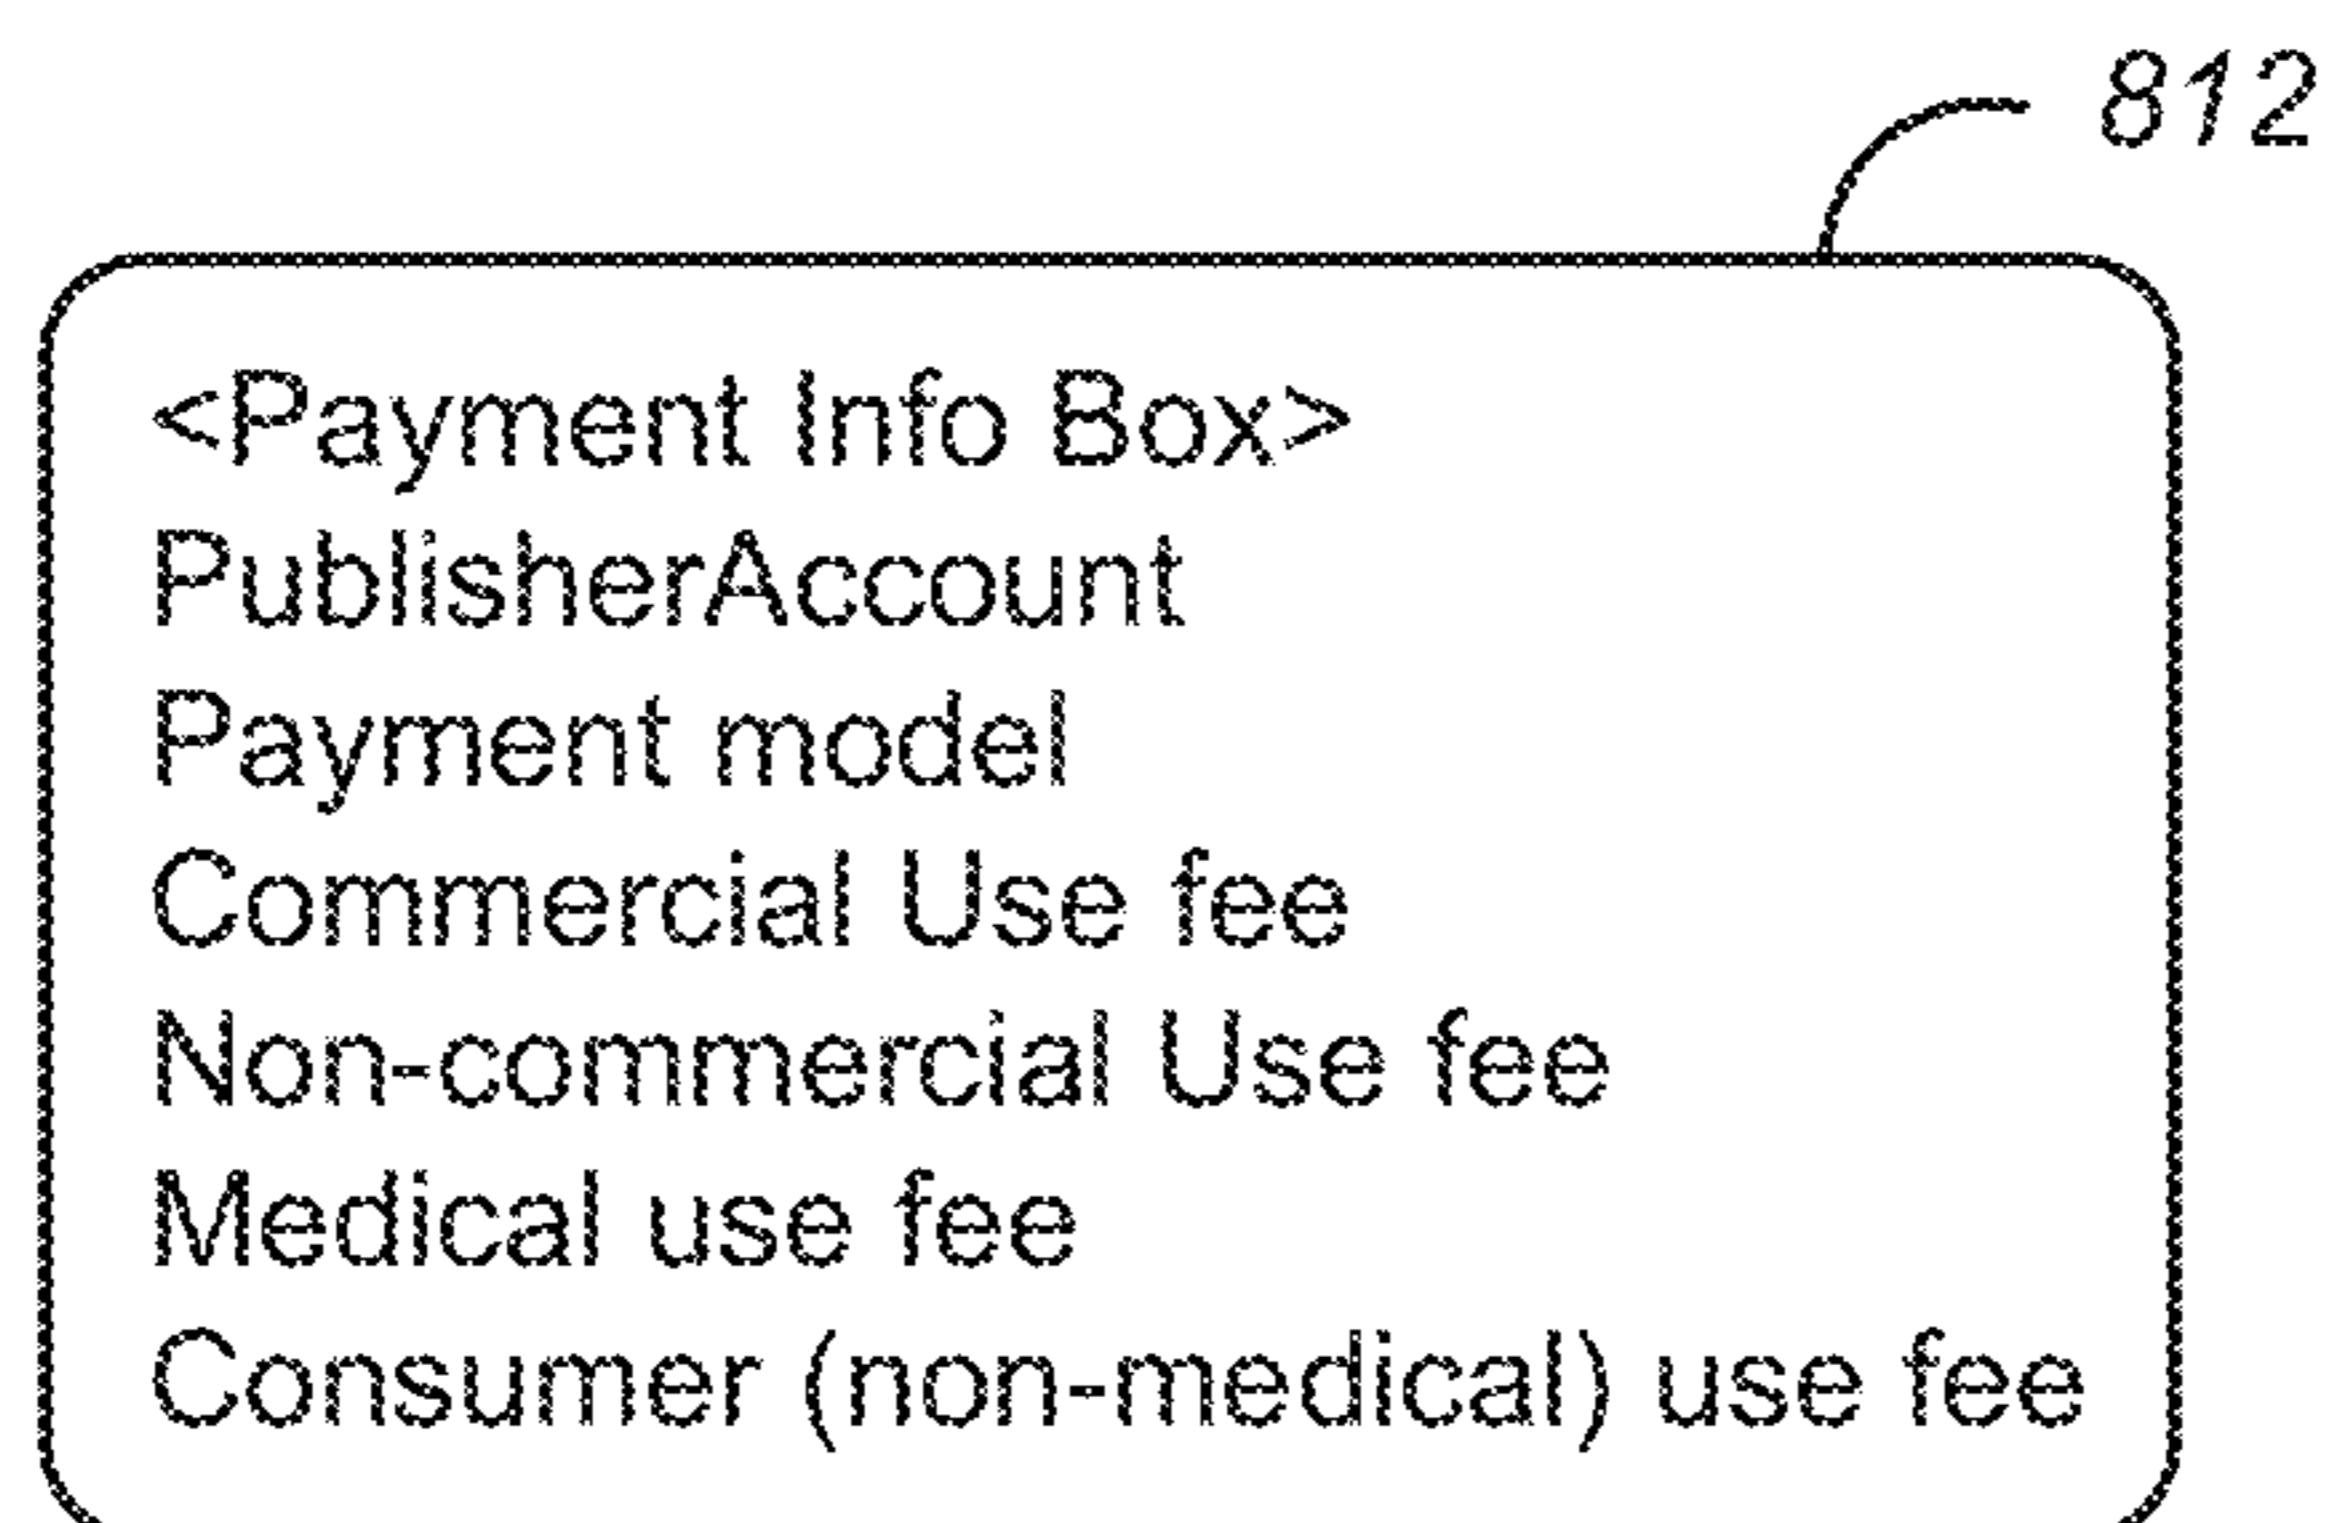 812
<Payment Info Box>
PublisherAccount
Payment model
Commercial Use fee
Non-commercial Use fee
Medical use fee
Consumer (non-medical) use fee